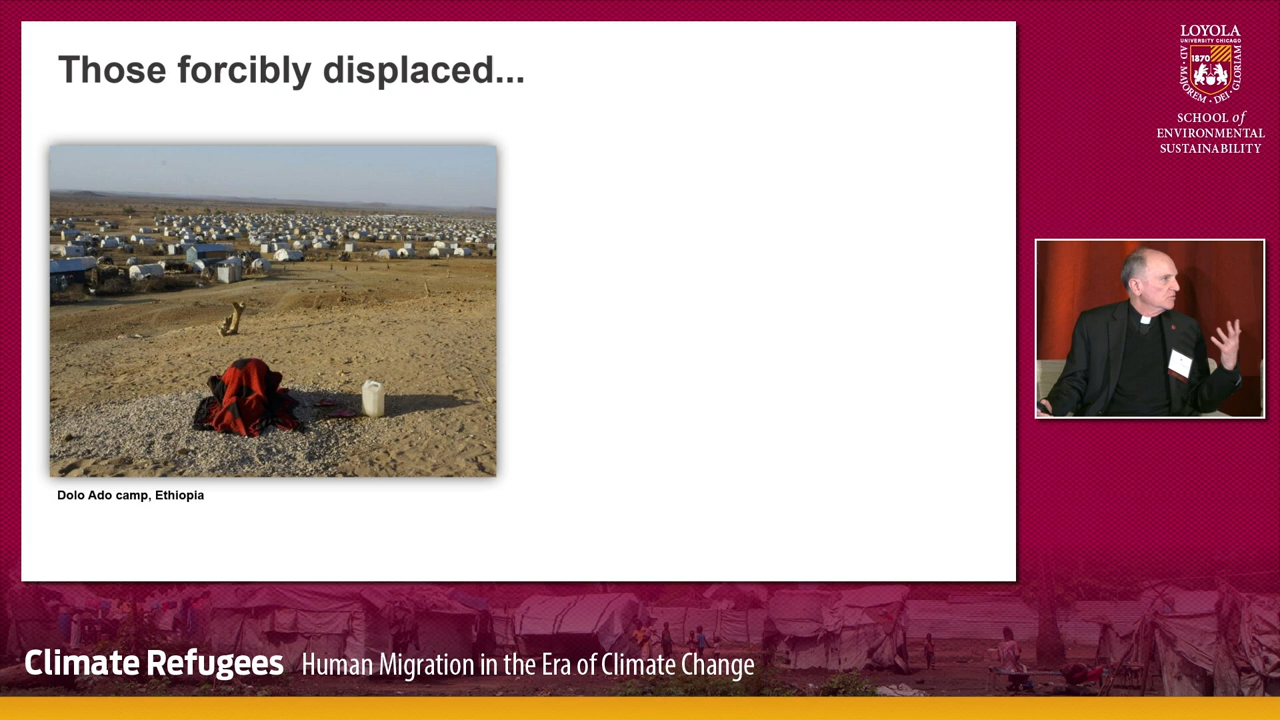 Those forcibly displaced...
Dolo Ado camp, Ethiopia
LOYOLA
UNIVERSITY CHICAGO
1870
AD • MAJOREM • DEI • GLORIAM
SCHOOL of
ENVIRONMENTAL
SUSTAINABILITY
Climate Refugees Human Migration in the Era of Climate Change